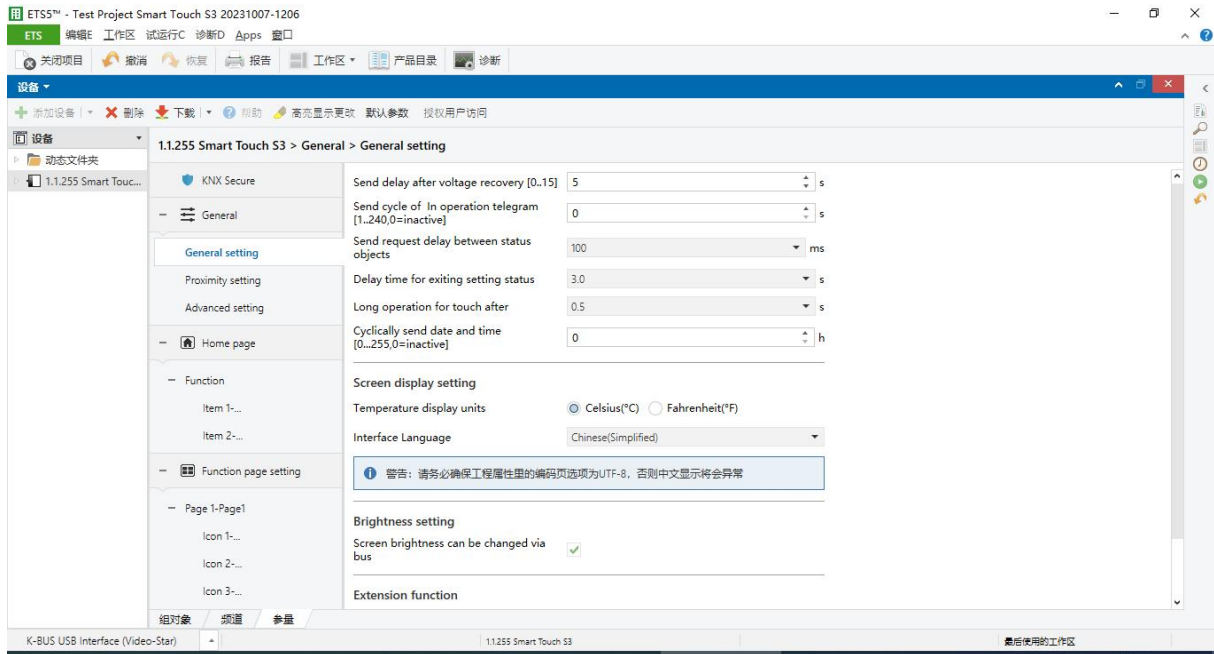 ETS5™ - Test Project Smart Touch S3 20231007-1206
ETS 编辑E 工作区 试运行C 诊断D Apps 窗口
关闭项目 撤消 恢复 报告 工作区 产品目录 诊断
设备
添加设备 删除 下载 帮助 高亮显示更改 默认参数 授权用户访问
设备
动态文件夹
1.1.255 Smart Touc...
1.1.255 Smart Touch S3 > General > General setting
KNX Secure
General
General setting
Proximity setting
Advanced setting
Home page
Function
Item 1-...
Item 2-...
Function page setting
Page 1-Page1
Icon 1-...
Icon 2-...
Icon 3-...
Send delay after voltage recovery [0..15] 5 s
Send cycle of In operation telegram
[1..240,0=inactive] 0 s
Send request delay between status
objects 100 ms
Delay time for exiting setting status 3.0 s
Long operation for touch after 0.5 s
Cyclically send date and time
[0...255,0=inactive] 0 h
Screen display setting
Temperature display units Celsius(°C) Fahrenheit(°F)
Interface Language Chinese(Simplified)
警告：请务必确保工程属性里的编码页选项为UTF-8，否则中文显示将会异常
Brightness setting
Screen brightness can be changed via
bus
Extension function
组对象 频道 参量
K-BUS USB Interface (Video-Star) 1.1.255 Smart Touch S3 最后使用的工作区